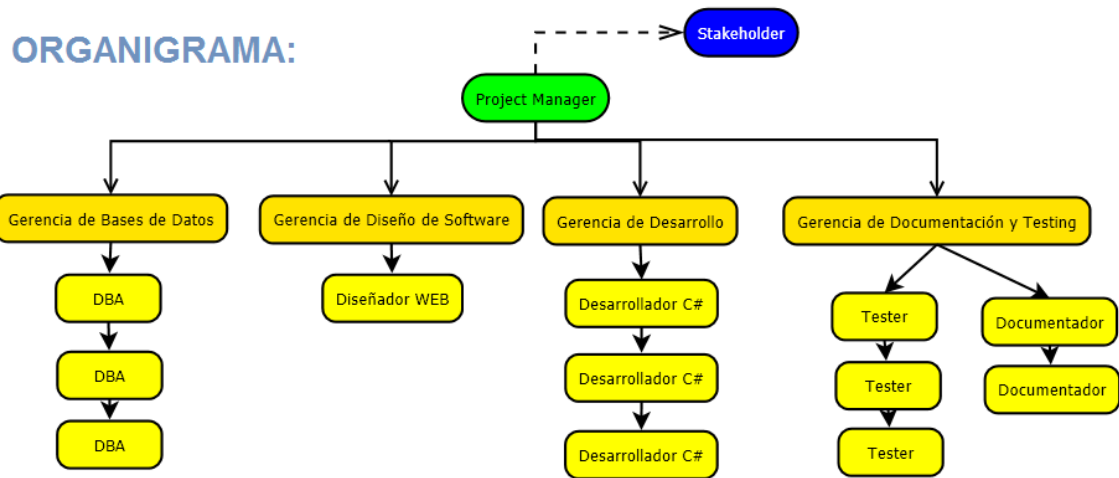 ORGANIGRAMA:
Stakeholder
Project Manager
Gerencia de Bases de Datos
Gerencia de Diseño de Software
Gerencia de Desarrollo
Gerencia de Documentación y Testing
DBA
DBA
DBA
Diseñador WEB
Desarrollador C#
Desarrollador C#
Desarrollador C#
Tester
Tester
Tester
Documentador
Documentador